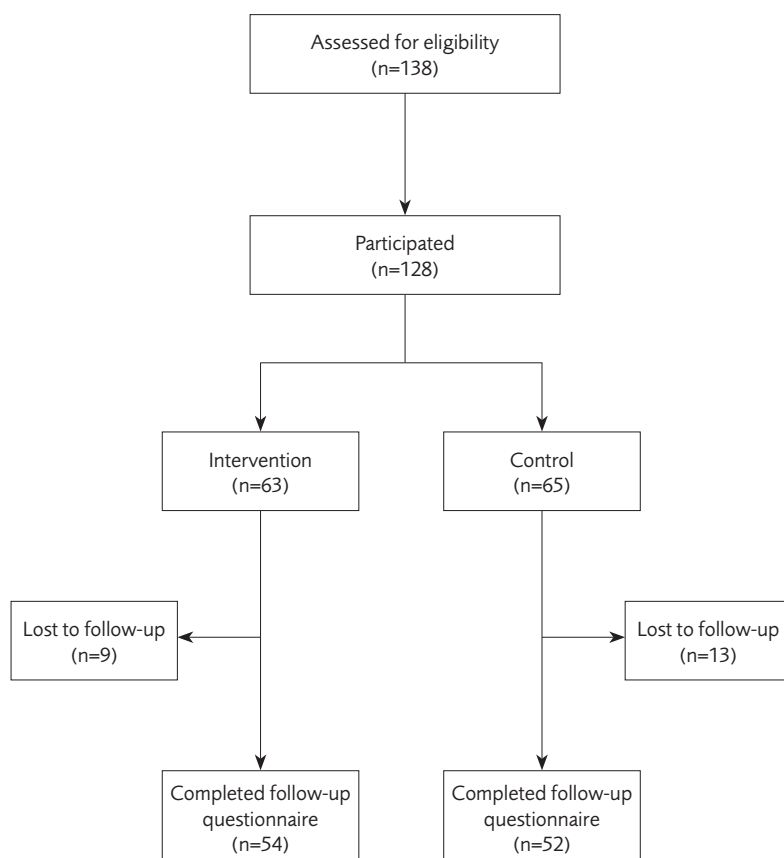 Assessed for eligibility
(n=138)
Participated
(n=128)
Intervention
(n=63)
Control
(n=65)
Lost to follow-up
(n=9)
Lost to follow-up
(n=13)
Completed follow-up
questionnaire
(n=54)
Completed follow-up
questionnaire
(n=52)